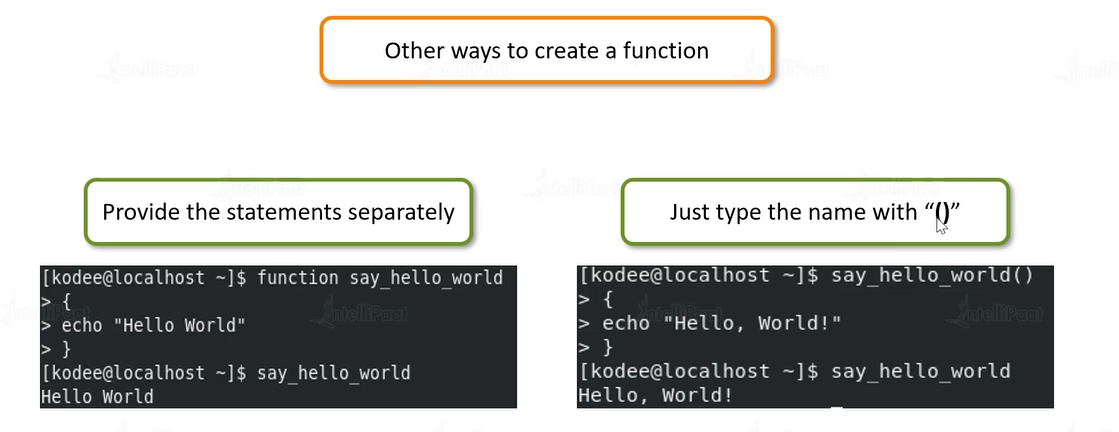 Other ways to create a function
Provide the statements separately
[kodee@localhost ~]$ function say_hello_world
> {
> echo "Hello World"
> }
[kodee@localhost ~]$ say_hello_world
Hello World
Just type the name with “()”
[kodee@localhost ~]$ say_hello_world()
> {
> echo "Hello, World!"
> }
[kodee@localhost ~]$ say_hello_world
Hello, World!